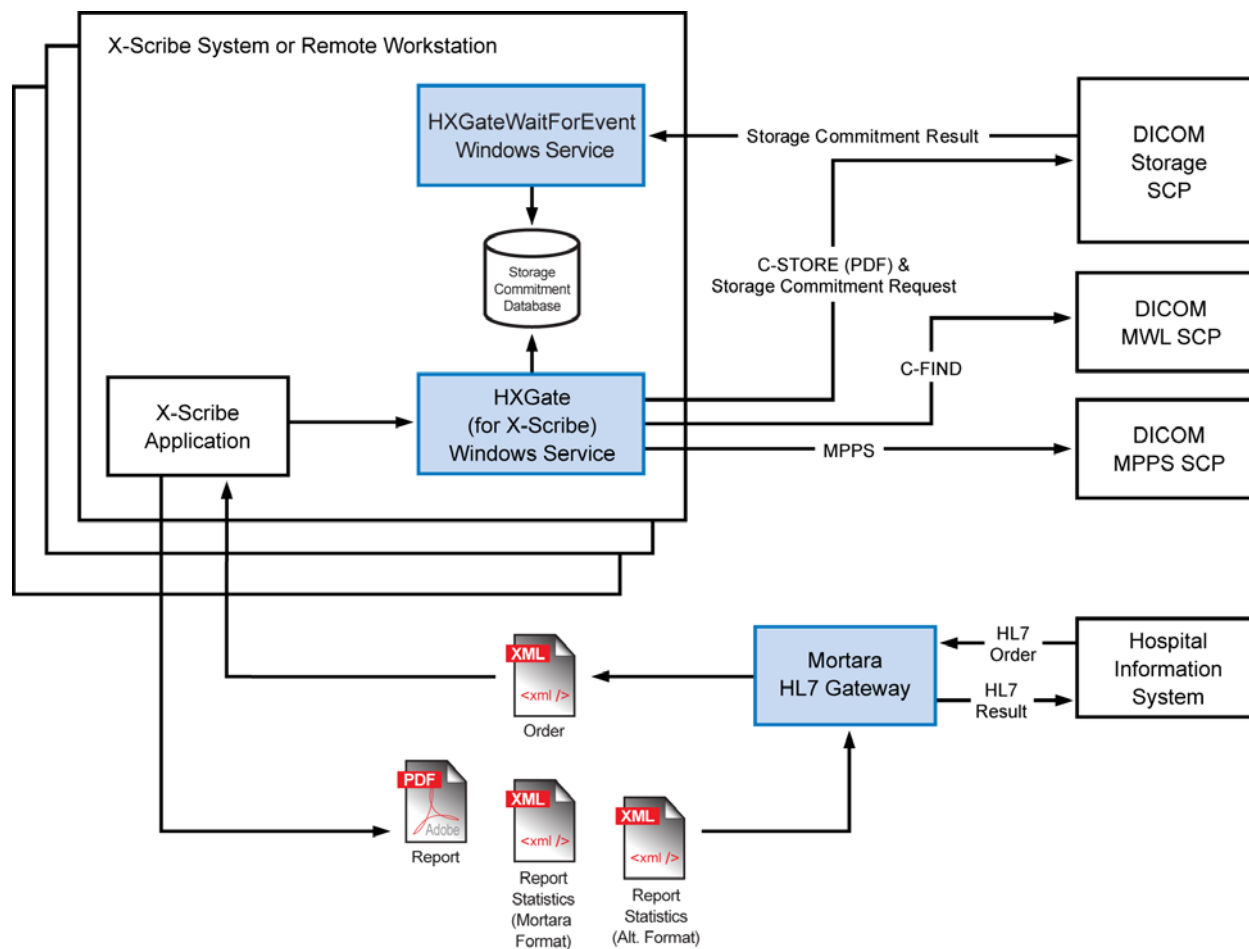 X-Scribe System or Remote Workstation
HXGateWaitForEvent
Windows Service
Storage Commitment Result
DICOM
Storage
SCP
Storage
Commitment
Database
C-STORE (PDF) &
Storage Commitment Request
DICOM
MWL SCP
C-FIND
X-Scribe
Application
HXGate
(for X-Scribe)
Windows Service
MPPS
DICOM
MPPS SCP
XML
<xml />
Order
Mortara
HL7 Gateway
HL7
Order
HL7
Result
Hospital
Information
System
PDF
Adobe
Report
XML
<xml />
Report
Statistics
(Mortara
Format)
XML
<xml />
Report
Statistics
(Alt. Format)